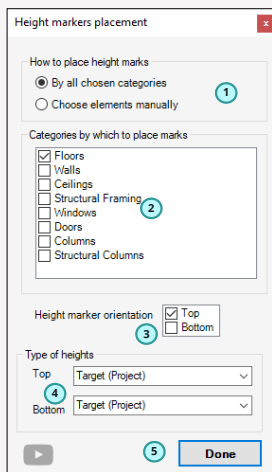 Height markers placement
x
How to place height marks
By all chosen categories
1
Choose elements manually
Categories by which to place marks
Floors
Walls
Ceilings
Structural Framing
2
Windows
Doors
Columns
Structural Columns
Height marker orientation
Top
Bottom
3
Type of heights
Top
Target (Project)
4
Bottom
Target (Project)
5
Done